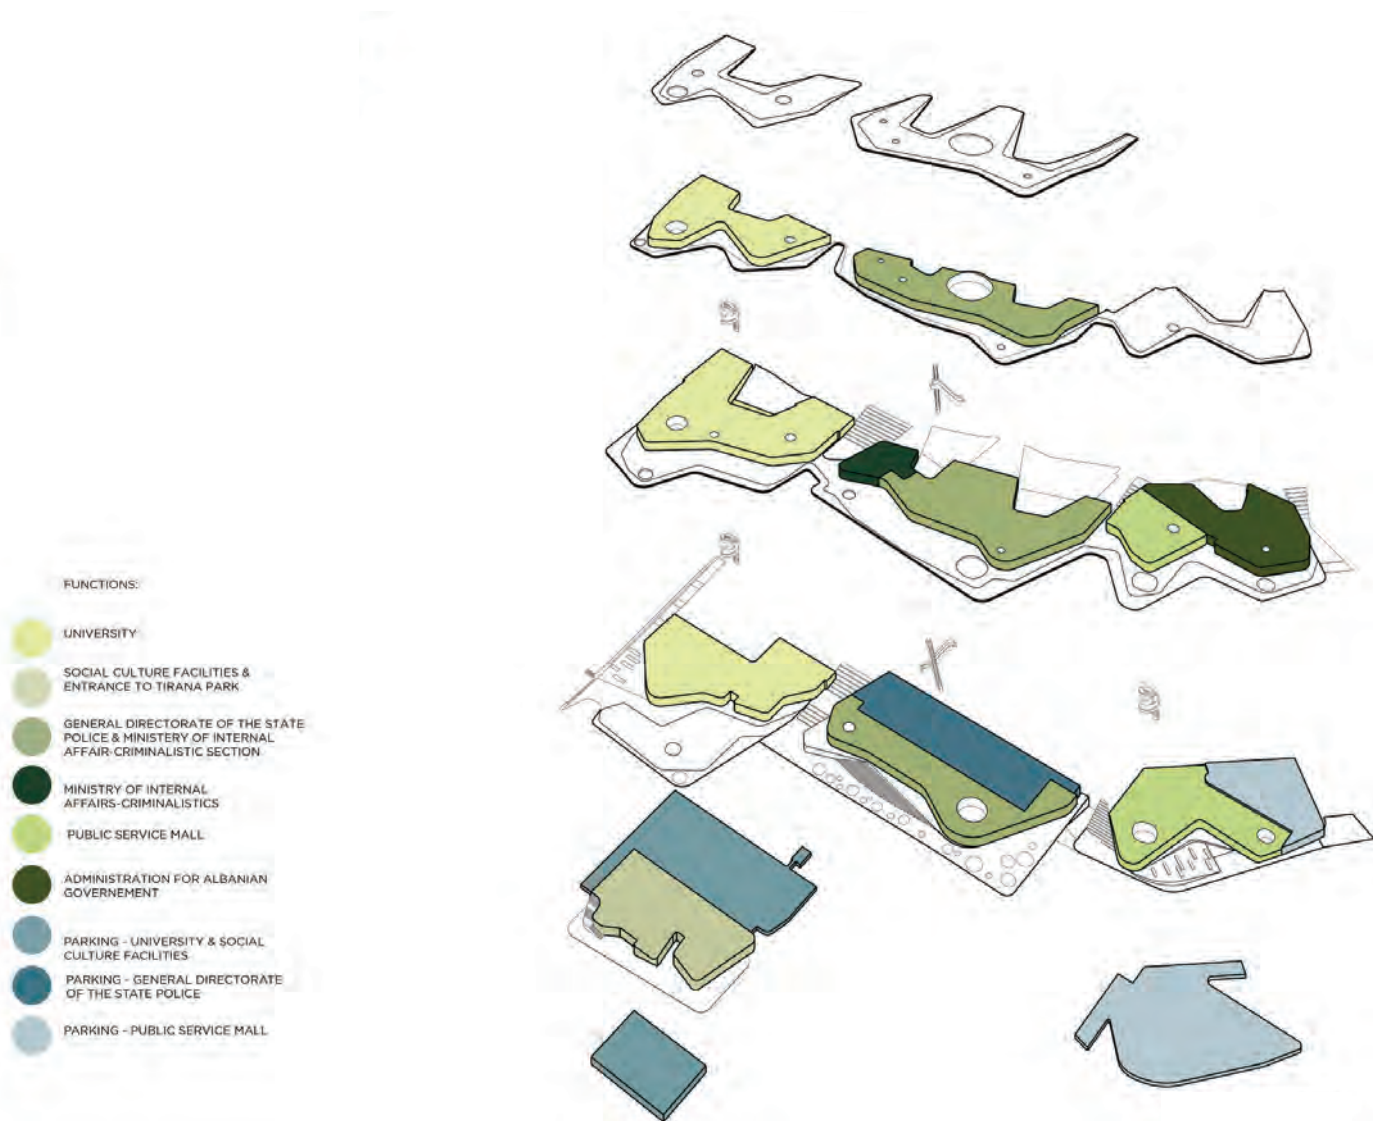 FUNCTIONS:
UNIVERSITY
SOCIAL CULTURE FACILITIES &
ENTRANCE TO TIRANA PARK
GENERAL DIRECTORATE OF THE STATE
POLICE & MINISTERY OF INTERNAL
AFFAIR-CRIMINALISTIC SECTION
MINISTRY OF INTERNAL
AFFAIRS-CRIMINALISTICS
PUBLIC SERVICE MALL
ADMINISTRATION FOR ALBANIAN
GOVERNEMENT
PARKING - UNIVERSITY & SOCIAL
CULTURE FACILITIES
PARKING - GENERAL DIRECTORATE
OF THE STATE POLICE
PARKING - PUBLIC SERVICE MALL